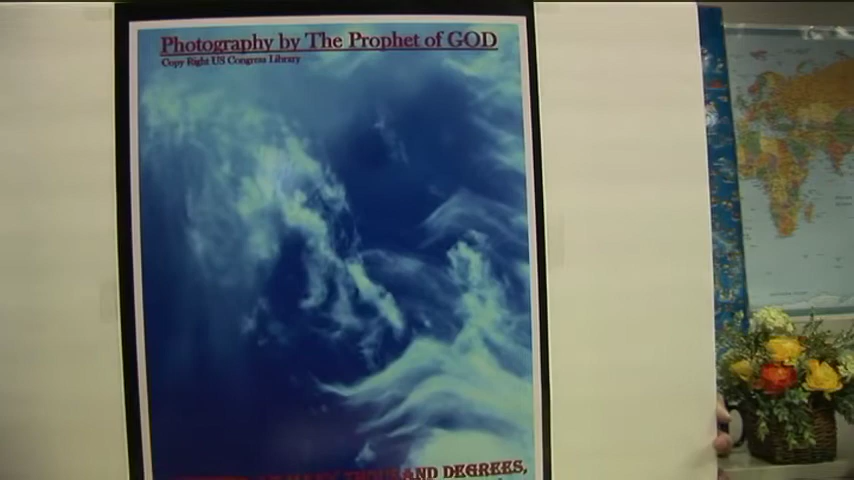 Photography by The Prophet of GOD
Copy Right US Congress Library
THOUSAND DEGREES,